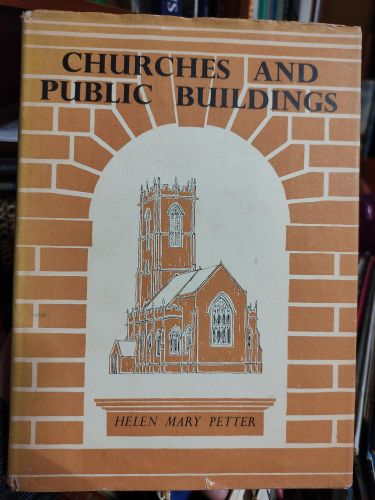 CHURCHES AND
PUBLIC BUILDINGS
HELEN MARY PETTER